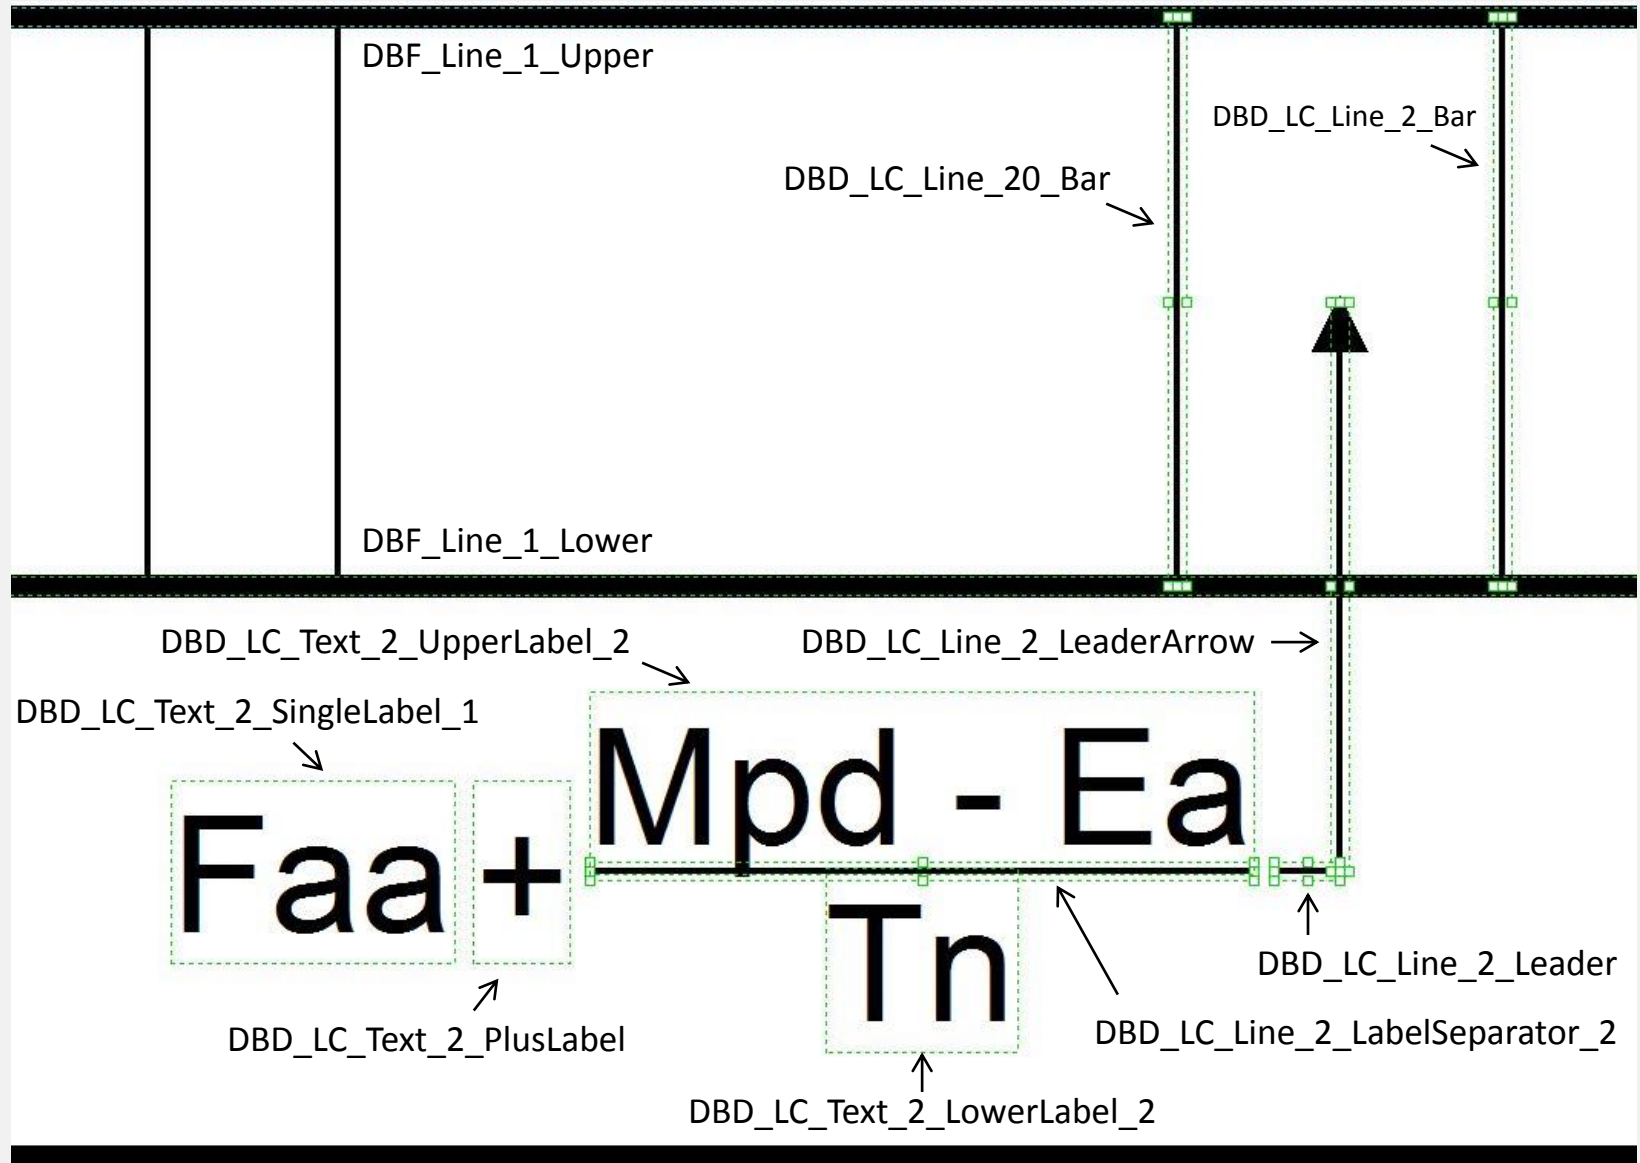 DBF_Line_1_Upper
DBD_LC_Line_2_Bar
DBD_LC_Line_20_Bar
DBF_Line_1_Lower
DBD_LC_Text_2_UpperLabel_2
DBD_LC_Line_2_LeaderArrow
DBD_LC_Text_2_SingleLabel_1
Mpd - Ea
Faa +
Tn
DBD_LC_Line_2_Leader
DBD_LC_Text_2_PlusLabel
DBD_LC_Line_2_LabelSeparator_2
DBD_LC_Text_2_LowerLabel_2